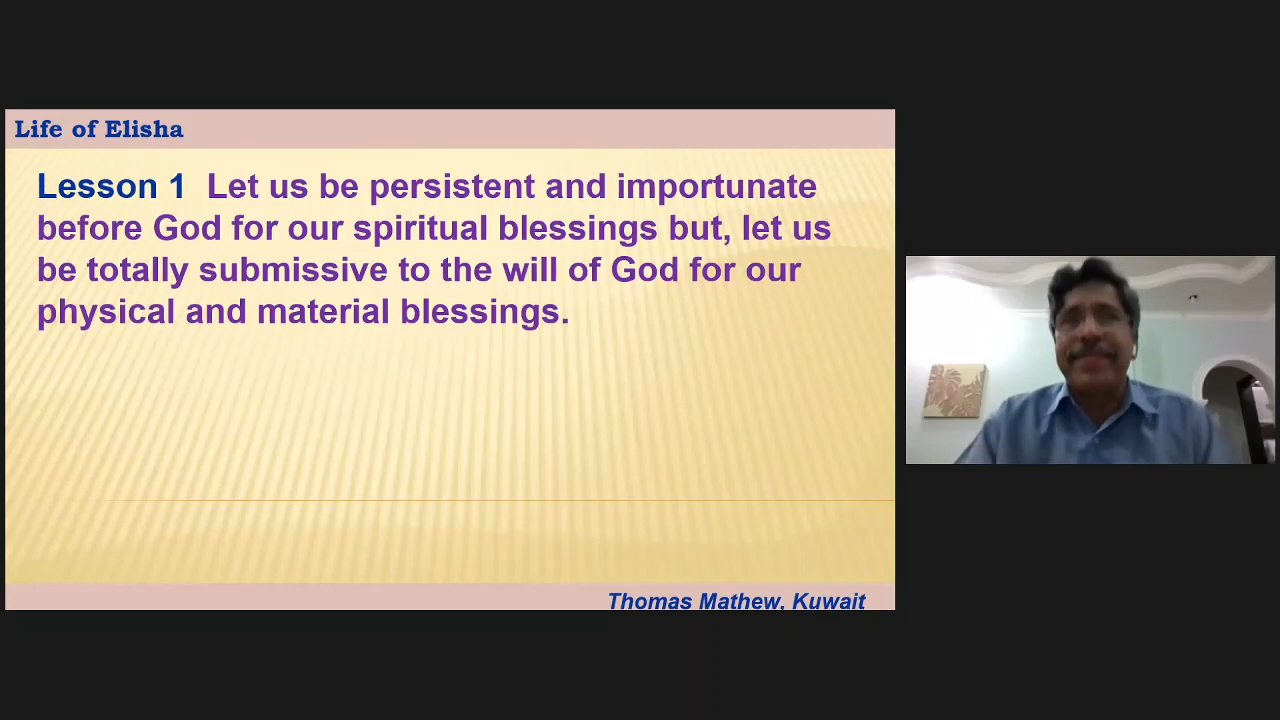 Life of Elisha
Lesson 1 Let us be persistent and importunate
before God for our spiritual blessings but, let us
be totally submissive to the will of God for our
physical and material blessings.
Thomas Mathew, Kuwait